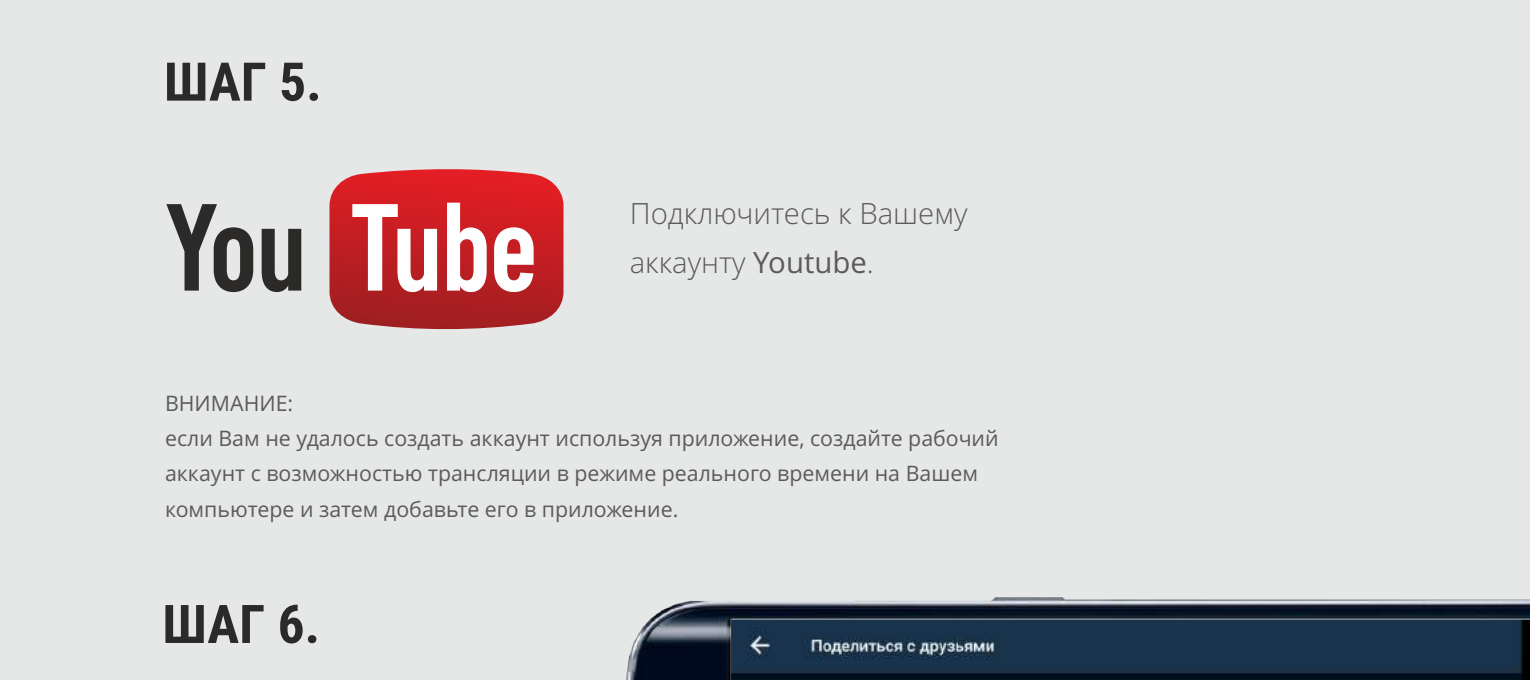 ШАГ 5.
YouTube
Подключитесь к Вашему
аккаунту Youtube.
ВНИМАНИЕ:
если Вам не удалось создать аккаунт используя приложение, создайте рабочий
аккаунт с возможностью трансляции в режиме реального времени на Вашем
компьютере и затем добавьте его в приложение.
ШАГ 6.
Поделиться с друзьями